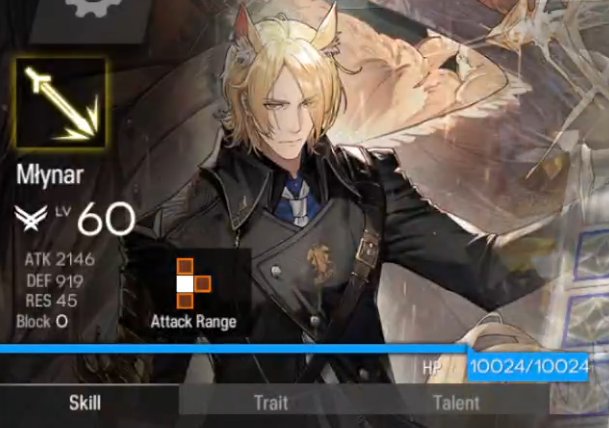 Młynar
LV 60
ATK 2146
DEF 919
RES 45
Block 0
Attack Range
HP 10024/10024
Skill Trait Talent